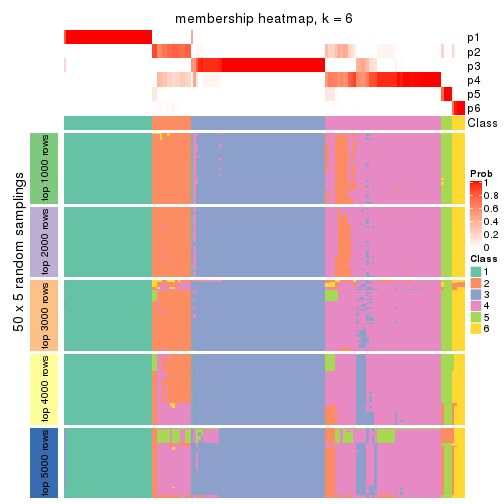 membership heatmap, k = 6
p1
p2
p3
p4
p5
p6
Class
50 x 5 random samplings
top 1000 rows
top 2000 rows
top 3000 rows
top 4000 rows
top 5000 rows
Prob
1
0.8
0.6
0.4
0.2
0
Class
1
2
3
4
5
6